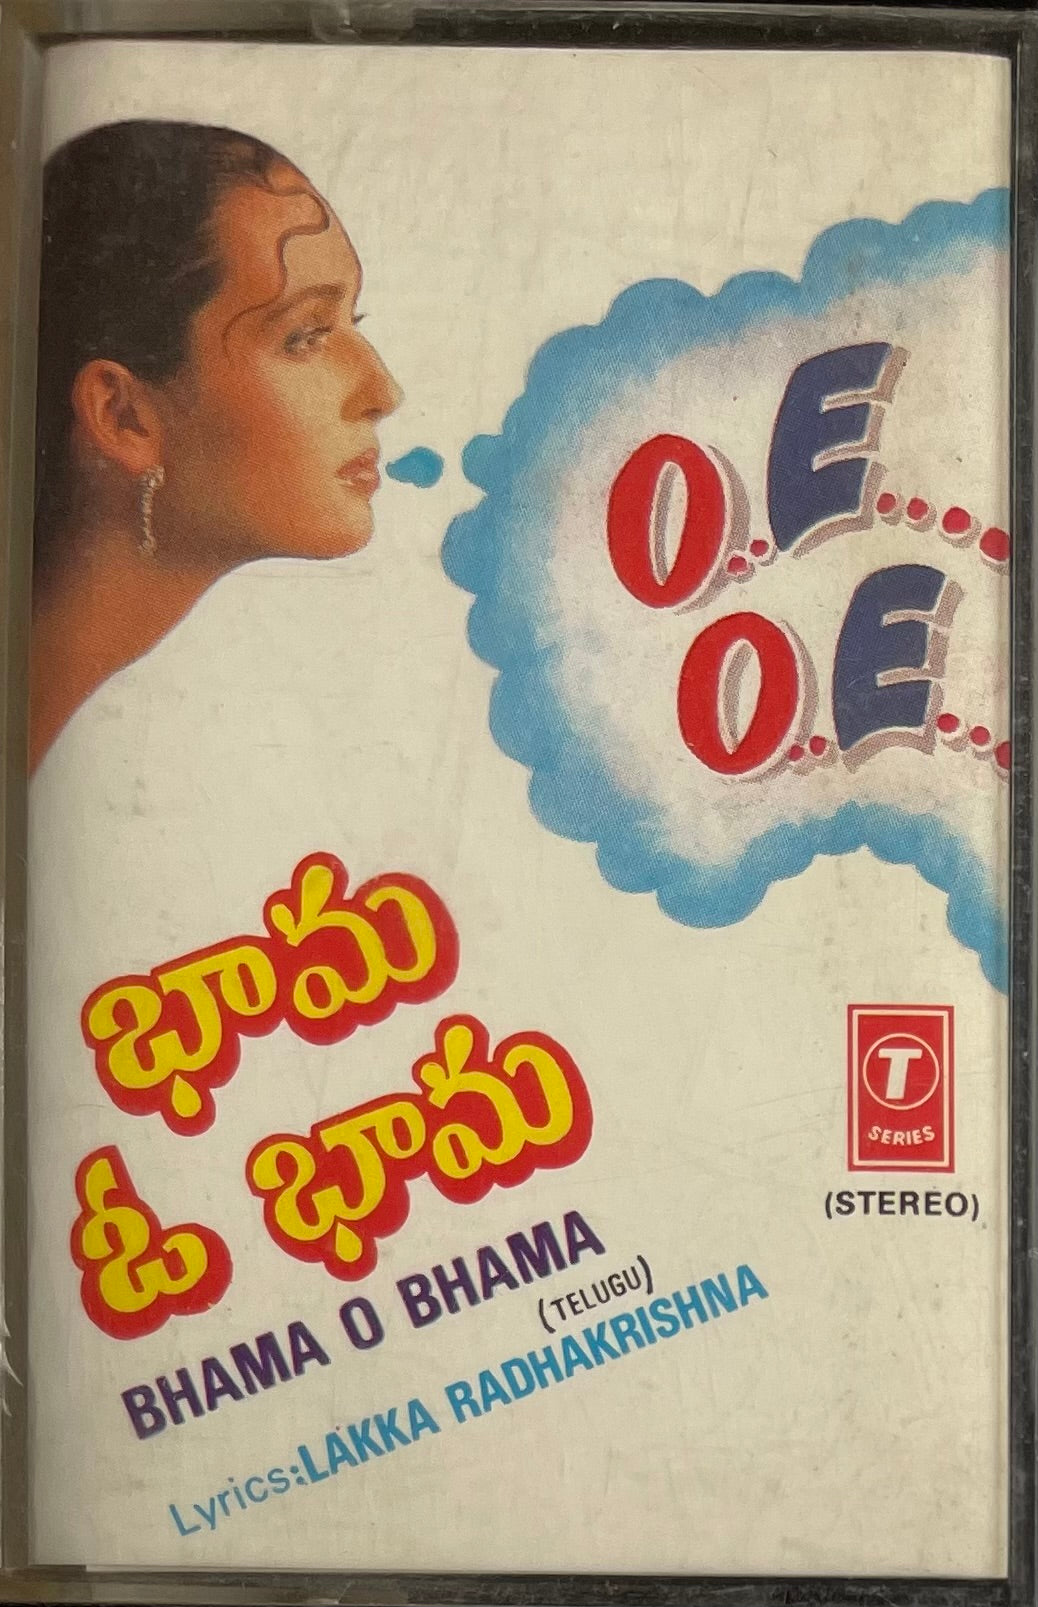 O..E....
O..E...
భామ
ఓ భామ
BHAMA O BHAMA
(TELUGU)
Lyrics:LAKKA RADHAKRISHNA
T
SERIES
(STEREO)